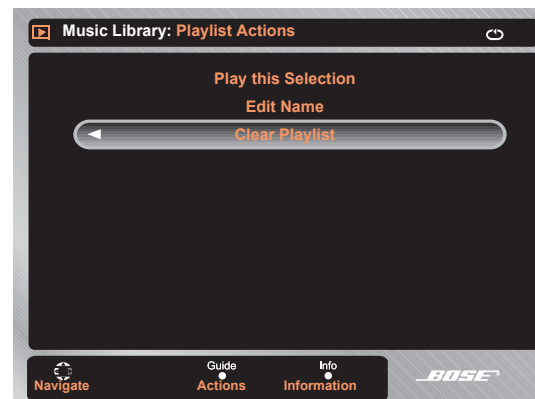 Music Library: Playlist Actions
Play this Selection
Edit Name
Clear Playlist
Navigate
Guide
Actions
Info
Information
BOSE